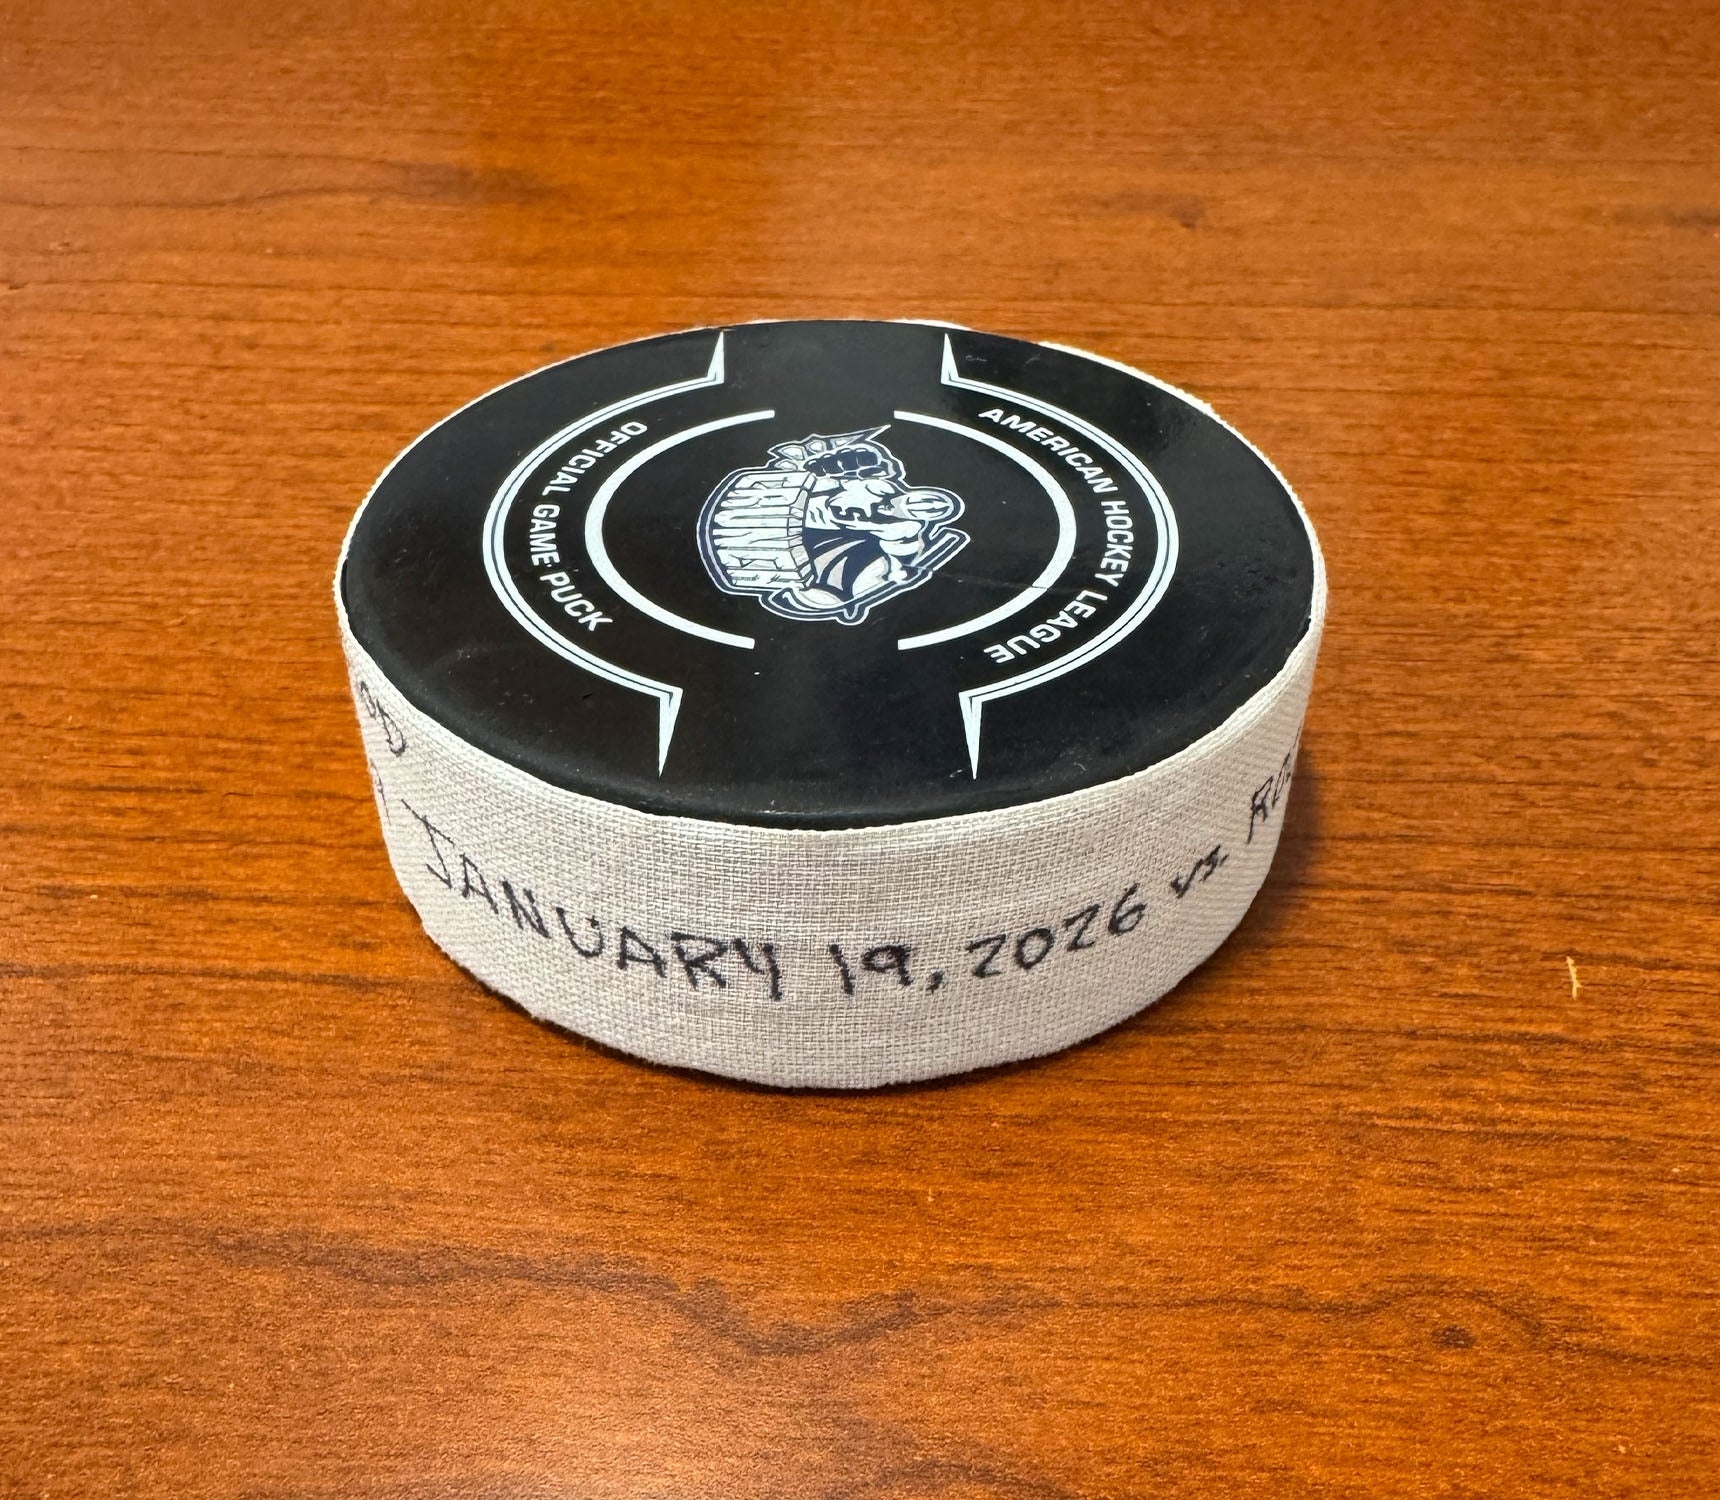 OFFICIAL GAME PUCK
AMERICAN HOCKEY LEAGUE
JANUARY 19, 2026 vs.